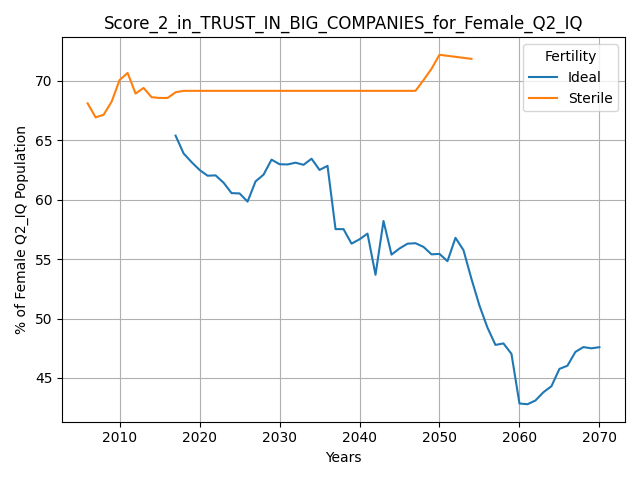 Score_2_in_TRUST_IN_BIG_COMPANIES_for_Female_Q2_IQ
Fertility
Ideal
Sterile
% of Female Q2_IQ Population
70
65
60
55
50
45
2010 2020 2030 2040 2050 2060 2070
Years